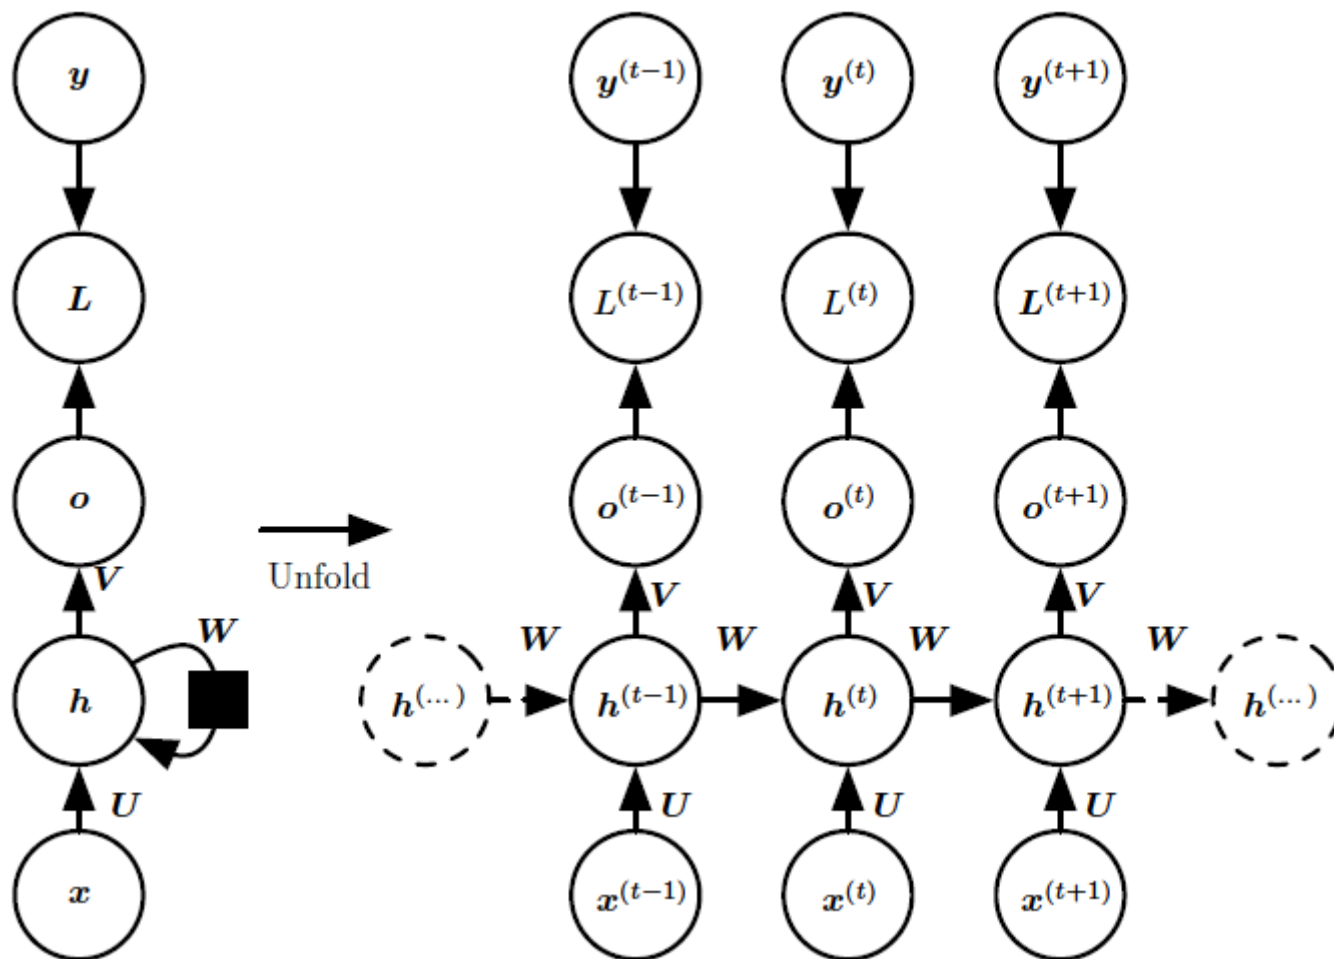 y y^(t−1) y^(t) y^(t+1)
L L^(t−1) L^(t) L^(t+1)
o o^(t−1) o^(t) o^(t+1)
Unfold
V V V V
W W W W W
h h^(...) h^(t−1) h^(t) h^(t+1) h^(...)
U U U U
x x^(t−1) x^(t) x^(t+1)